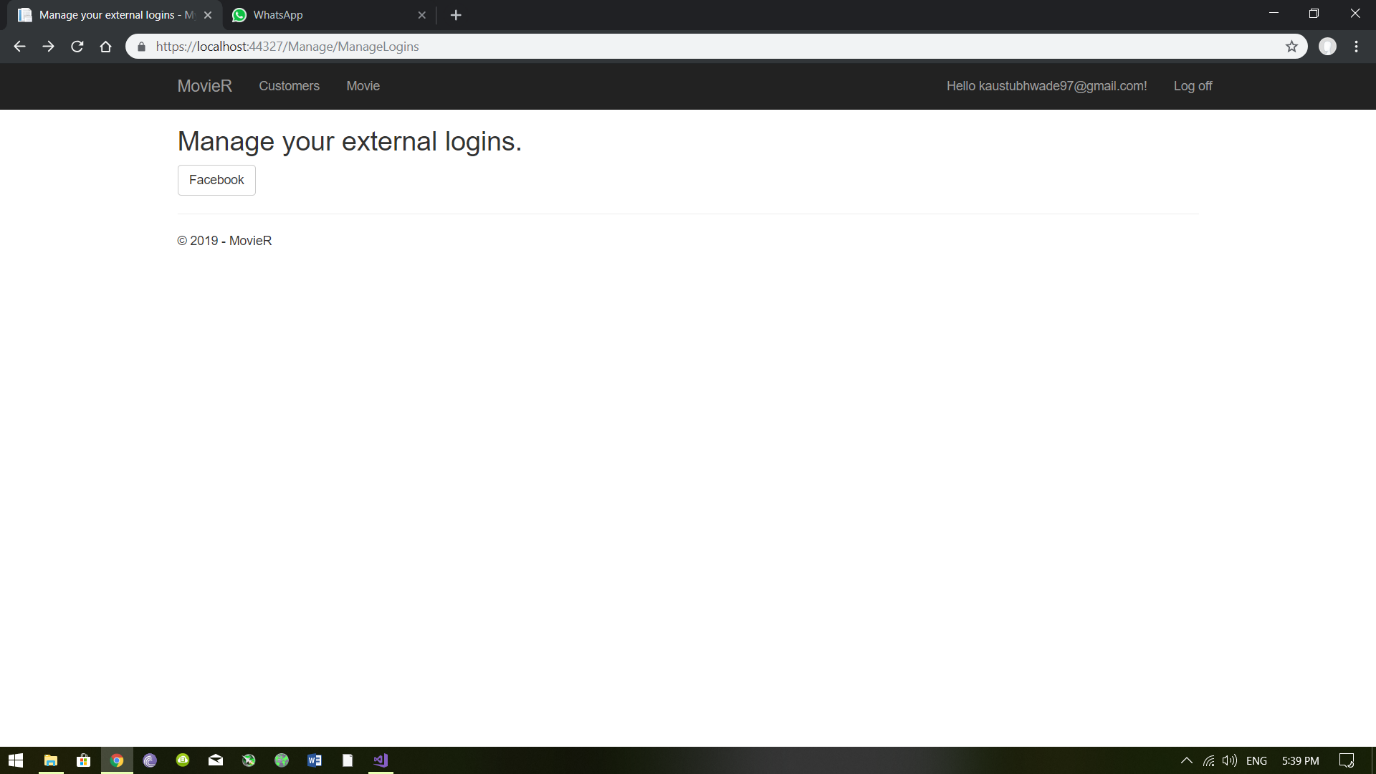 Manage your external logins - M
WhatsApp
https://localhost:44327/Manage/ManageLogins
MovieR Customers Movie Hello kaustubhwade97@gmail.com! Log off
Manage your external logins.
Facebook
© 2019 - MovieR
ENG 5:39 PM